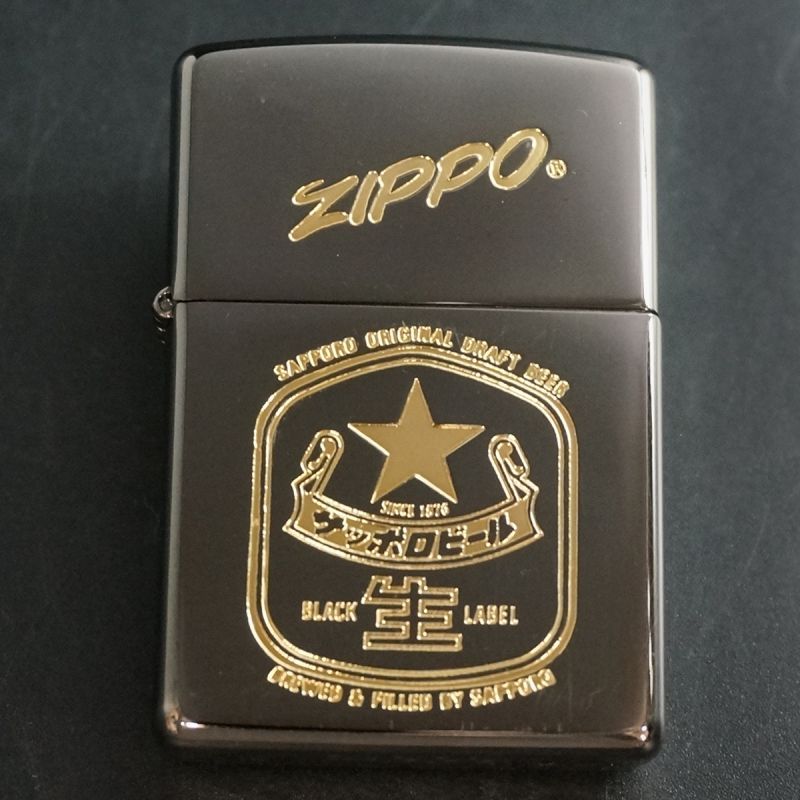 ZIPPO®
SAPPORO ORIGINAL DRAFT BEER
SINCE 1876
サッポロビール
BLACK 生 LABEL
BREWED & FILLED BY SAPPORO